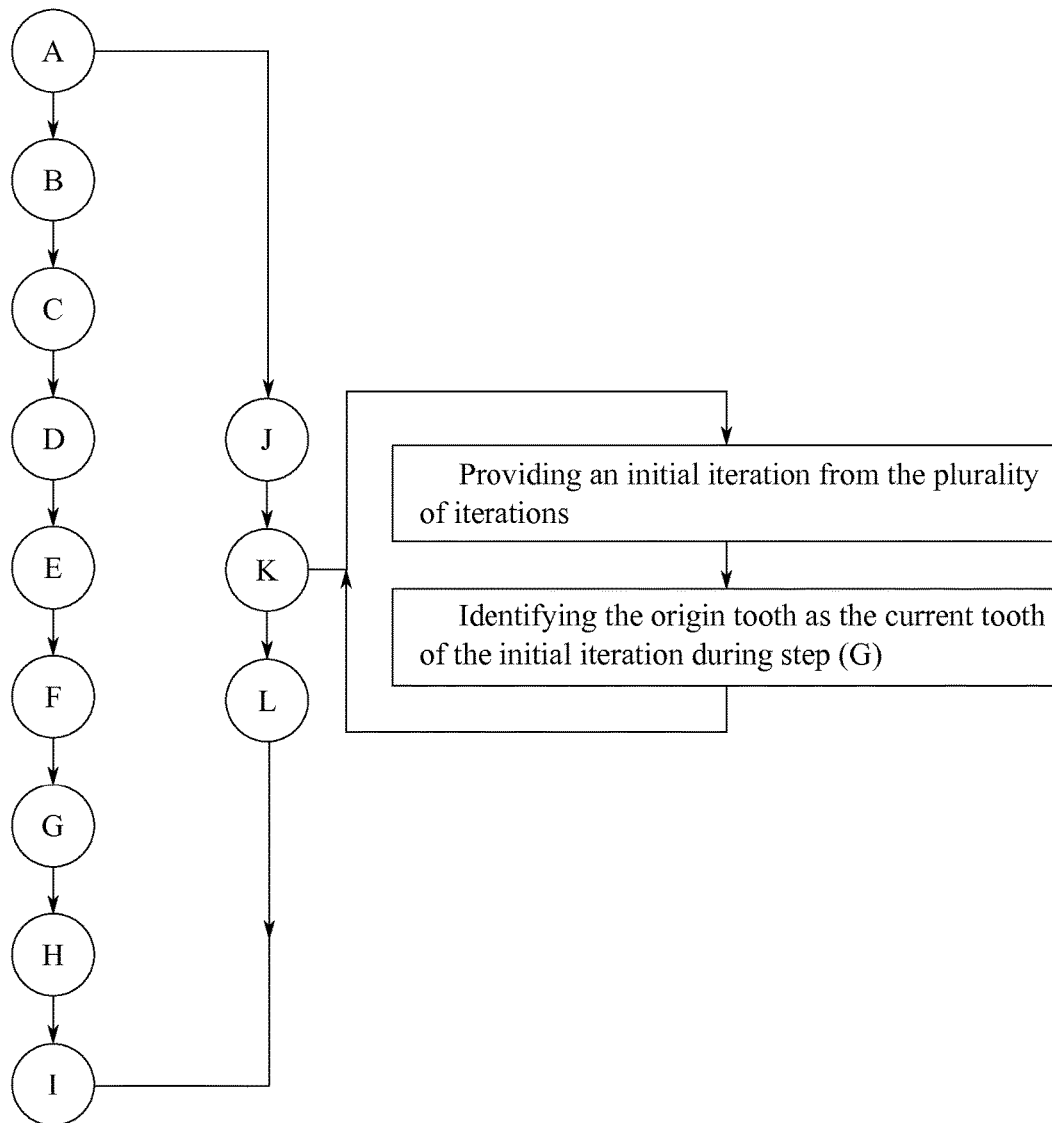 A
B
C
D
E
F
G
H
I
J
K
L
Providing an initial iteration from the plurality
of iterations
Identifying the origin tooth as the current tooth
of the initial iteration during step (G)